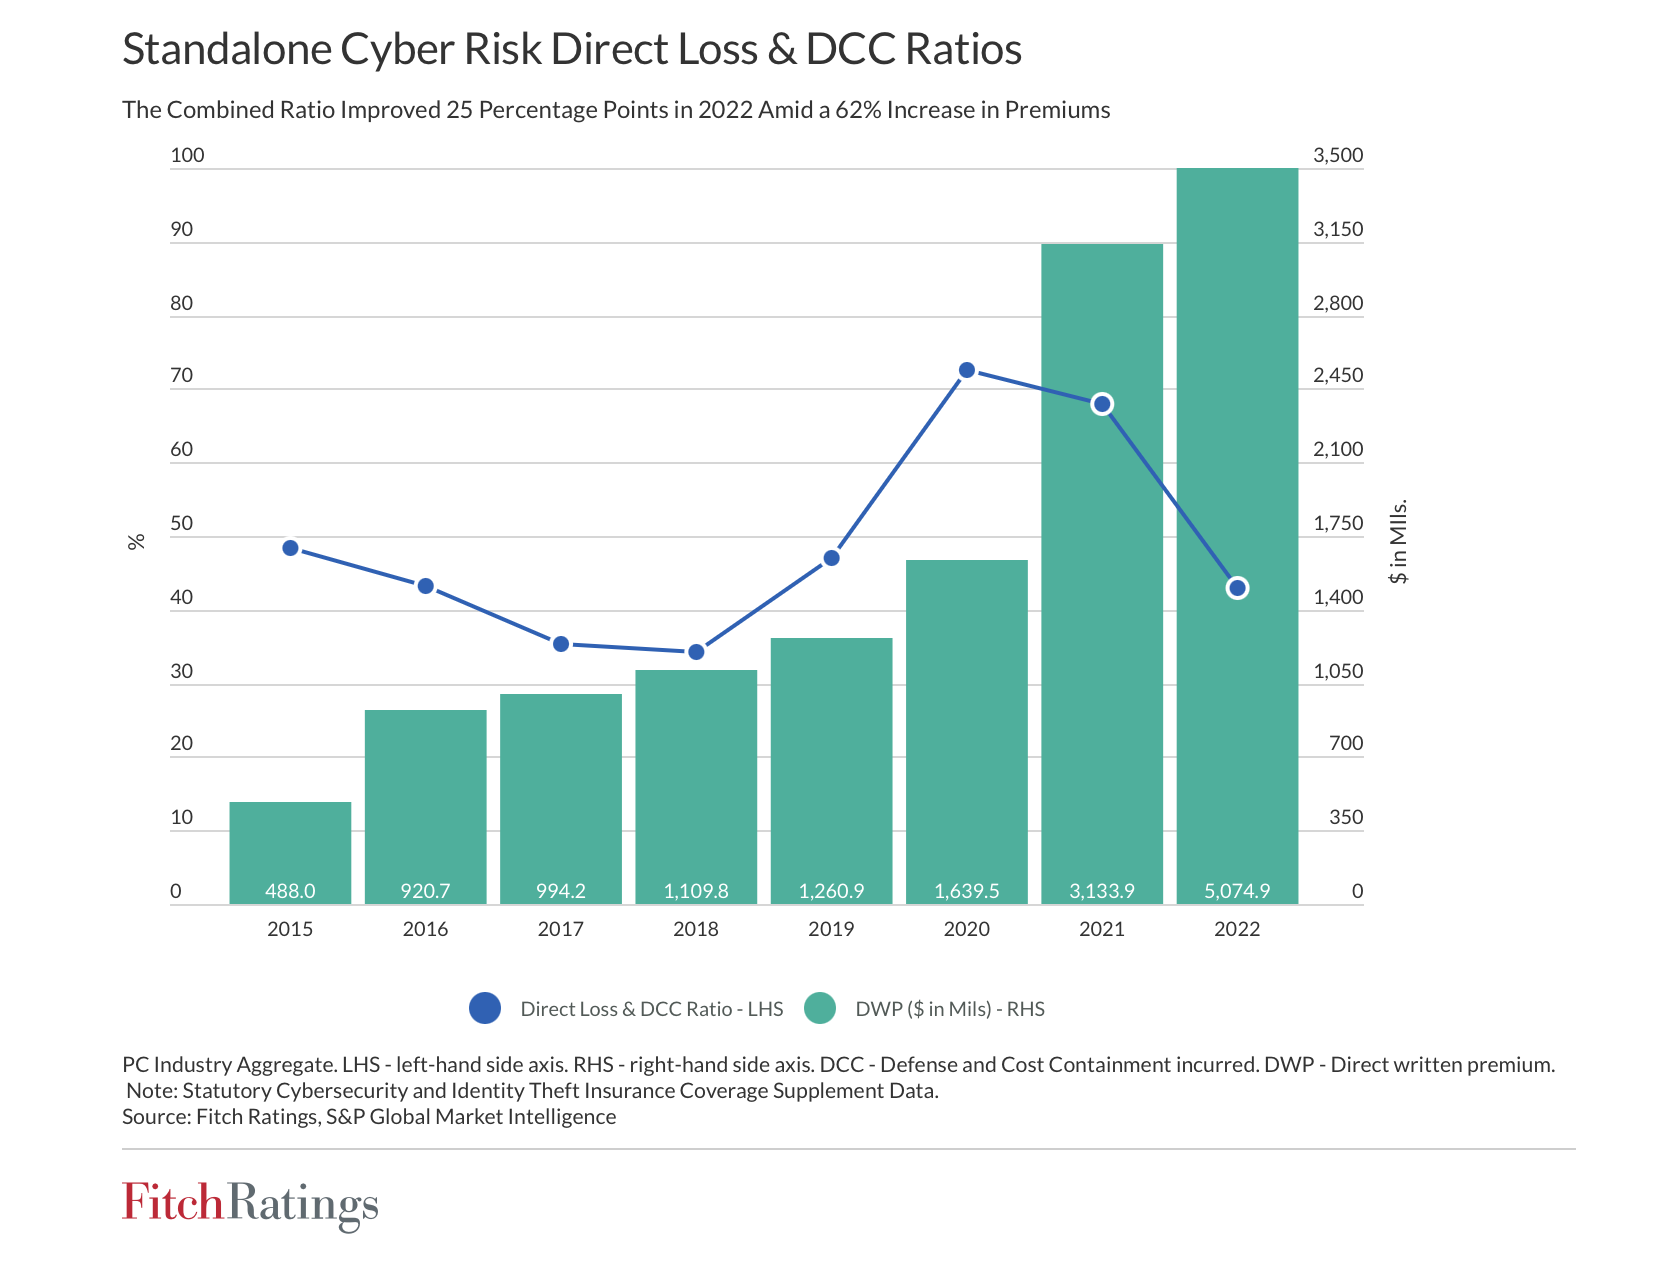 Standalone Cyber Risk Direct Loss & DCC Ratios
The Combined Ratio Improved 25 Percentage Points in 2022 Amid a 62% Increase in Premiums
100 3,500
90 3,150
80 2,800
70 2,450
60 2,100
50 1,750
%
$ in MIls.
40 1,400
30 1,050
20 700
10 350
0 488.0 920.7 994.2 1,109.8 1,260.9 1,639.5 3,133.9 5,074.9 0
2015 2016 2017 2018 2019 2020 2021 2022
Direct Loss & DCC Ratio - LHS DWP ($ in Mils) - RHS
PC Industry Aggregate. LHS - left-hand side axis. RHS - right-hand side axis. DCC - Defense and Cost Containment incurred. DWP - Direct written premium.
Note: Statutory Cybersecurity and Identity Theft Insurance Coverage Supplement Data.
Source: Fitch Ratings, S&P Global Market Intelligence
FitchRatings